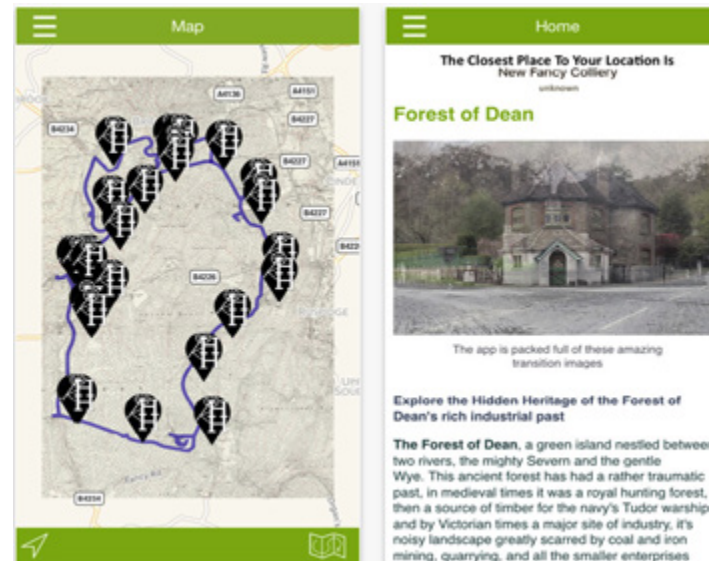 Map
A4136
A4151
B4234
B4227
B4227
A4151
B4227
B4226
B4234
Home
The Closest Place To Your Location Is
New Fancy Colliery
unknown
Forest of Dean
The app is packed full of these amazing
transition images
Explore the Hidden Heritage of the Forest of
Dean's rich industrial past
The Forest of Dean, a green island nestled between
two rivers, the mighty Severn and the gentle
Wye. This ancient forest has had a rather traumatic
past, in medieval times it was a royal hunting forest,
then a source of timber for the navy's Tudor warship
and by Victorian times a major site of industry, it's
noisy landscape greatly scarred by coal and iron
mining, quarrying, and all the smaller enterprises